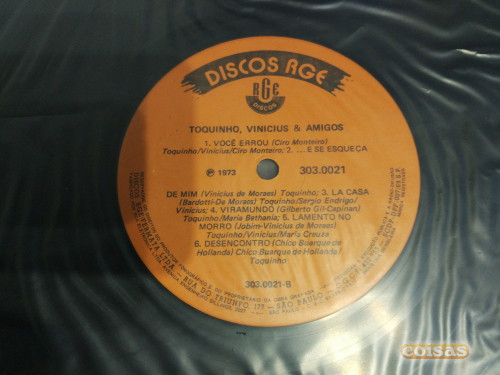 DISCOS RGE
RGE
DISCOS
TOQUINHO, VINICIUS & AMIGOS
1. VOCÊ ERROU (Ciro Monteiro)
Toquinho/Vinicius/Ciro Monteiro; 2. ... E SE ESQUEÇA
℗ 1973
303.0021
DE MIM (Vinicius de Moraes) Toquinho; 3. LA CASA
(Bardotti-De Moraes) Toquinho/Sergio Endrigo/
Vinicius; 4. VIRAMUNDO (Gilberto Gil-Capinan)
Toquinho/Maria Bethania; 5. LAMENTO NO
MORRO (Jobim-Vinicius de Moraes)
Toquinho/Vinicius/Maria Creuza
6. DESENCONTRO (Chico Buarque de
Hollanda) Chico Buarque de Hollanda/
Toquinho
303.0021-B
FERMATA LTDA.
RUA DO TRIUNFO, 177 - SÃO PAULO
coisas